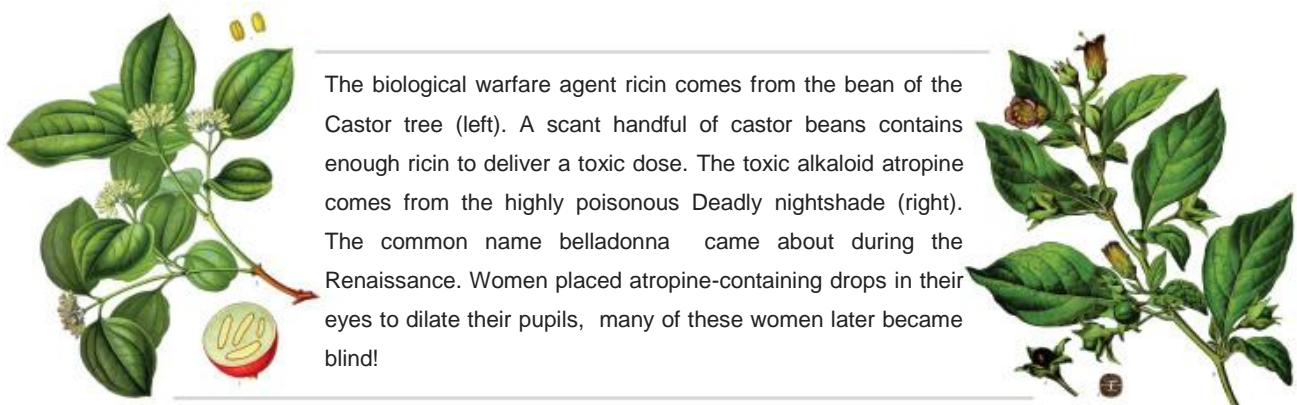 The biological warfare agent ricin comes from the bean of the
Castor tree (left). A scant handful of castor beans contains
enough ricin to deliver a toxic dose. The toxic alkaloid atropine
comes from the highly poisonous Deadly nightshade (right).
The common name belladonna came about during the
Renaissance. Women placed atropine-containing drops in their
eyes to dilate their pupils, many of these women later became
blind!